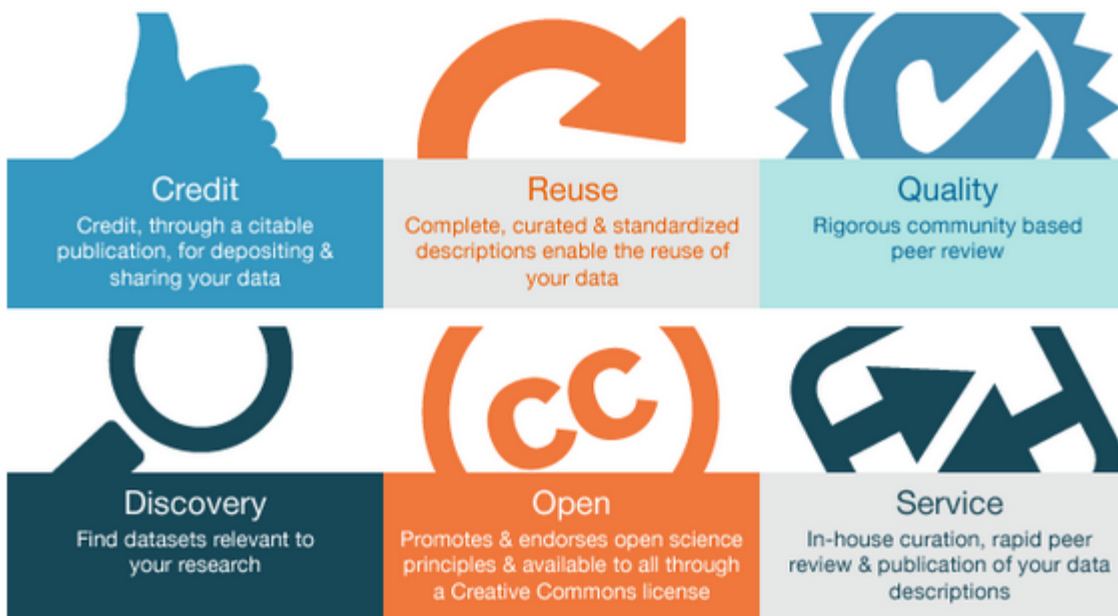 Credit
Credit, through a citable
publication, for depositing &
sharing your data
Reuse
Complete, curated & standardized
descriptions enable the reuse of
your data
Quality
Rigorous community based
peer review
CC
Discovery
Find datasets relevant to
your research
Open
Promotes & endorses open science
principles & available to all through
a Creative Commons license
Service
In-house curation, rapid peer
review & publication of your data
descriptions